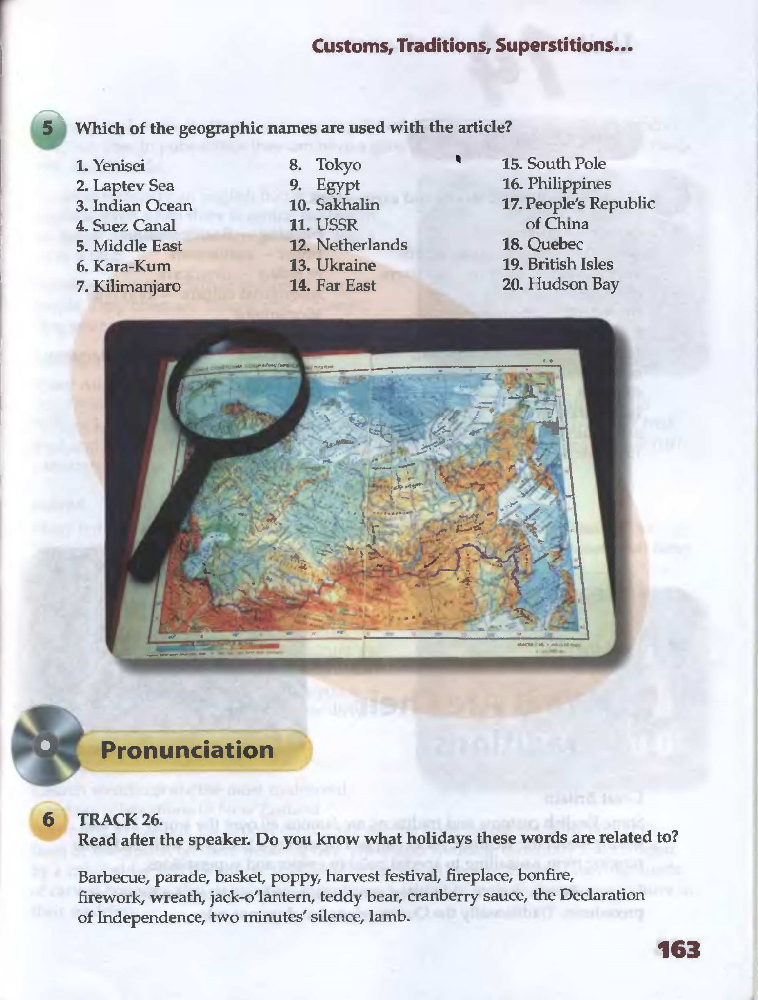 Customs, Traditions, Superstitions...
5 Which of the geographic names are used with the article?
1. Yenisei
2. Laptev Sea
3. Indian Ocean
4. Suez Canal
5. Middle East
6. Kara-Kum
7. Kilimanjaro
8. Tokyo
9. Egypt
10. Sakhalin
11. USSR
12. Netherlands
13. Ukraine
14. Far East
15. South Pole
16. Philippines
17. People's Republic
of China
18. Quebec
19. British Isles
20. Hudson Bay
Pronunciation
6 TRACK 26.
Read after the speaker. Do you know what holidays these words are related to?
Barbecue, parade, basket, poppy, harvest festival, fireplace, bonfire,
firework, wreath, jack-o'lantern, teddy bear, cranberry sauce, the Declaration
of Independence, two minutes' silence, lamb.
163